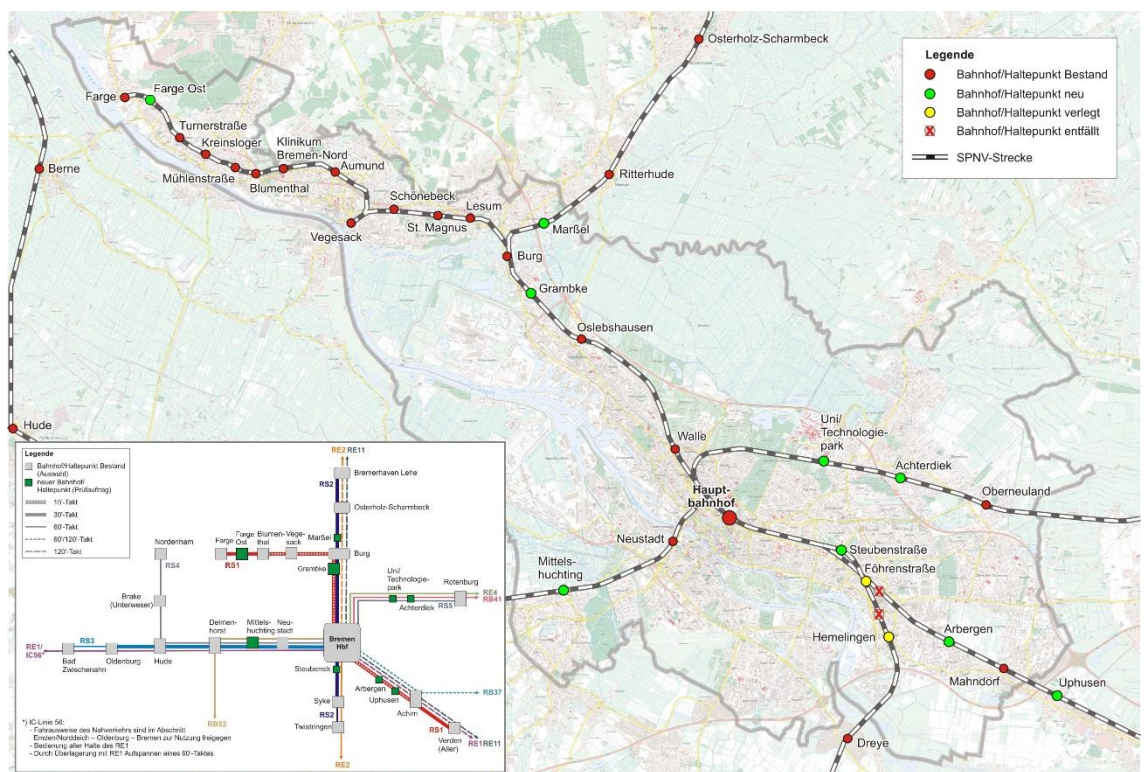 Osterholz-Scharmbeck
Legende
Bahnhof/Haltepunkt Bestand
Bahnhof/Haltepunkt neu
Bahnhof/Haltepunkt verlegt
Bahnhof/Haltepunkt entfällt
SPNV-Strecke
Farge Ost
Farge
Turnerstraße
Kreinsloger
Klinikum
Bremen-Nord
Mühlenstraße
Blumenthal
Aumund
Berne
Ritterhude
Schönebeck
Lesum
St. Magnus
Vegesack
Marßel
Burg
Grambke
Oslebshausen
Hude
Walle
Uni/
Technologie-
park
Achterdiek
Oberneuland
Haupt-
bahnhof
Neustadt
Mittels-
huchting
Steubenstraße
Föhrenstraße
Hemelingen
Arbergen
Mahndorf
Uphusen
Dreye
Legende
Bahnhof/Haltepunkt Bestand
(Auswahl)
neuer Bahnhof/
Haltepunkt (Prüfauftrag)
15'-Takt
30'-Takt
60'-Takt
60'/120'-Takt
120'-Takt
RE2 RE11
Bremerhaven Lehe
RS2
Osterholz-Scharmbeck
Marßel
Burg
Farge
Farge
Ost
Blumen-
thal
Vege-
sack
RS1
Grambke
Nordenham
RS4
Brake
(Unterweser)
Uni/
Technologie-
park
Achterdiek
Rotenburg
RE4
RB41
RS5
Delmen-
horst
Mittels-
huchting
Neu-
stadt
Bremen
Hbf
RE1/
IC56*
RS3
Bad
Zwischenahn
Oldenburg
Hude
RB52
Steubenstr.
Arbergen
Uphusen
Achim
RB37
Syke
RS2
Twistringen
RE2
RS1
Verden
(Aller)
RE1 RE11
*) IC-Linie 56:
- Fahrausweise des Nahverkehrs sind im Abschnitt
Emden/Norddeich – Oldenburg – Bremen zur Nutzung freigegen
- Bedienung aller Halte des RE1
- Durch Überlagerung mit RE1 Aufspannen eines 60'-Taktes